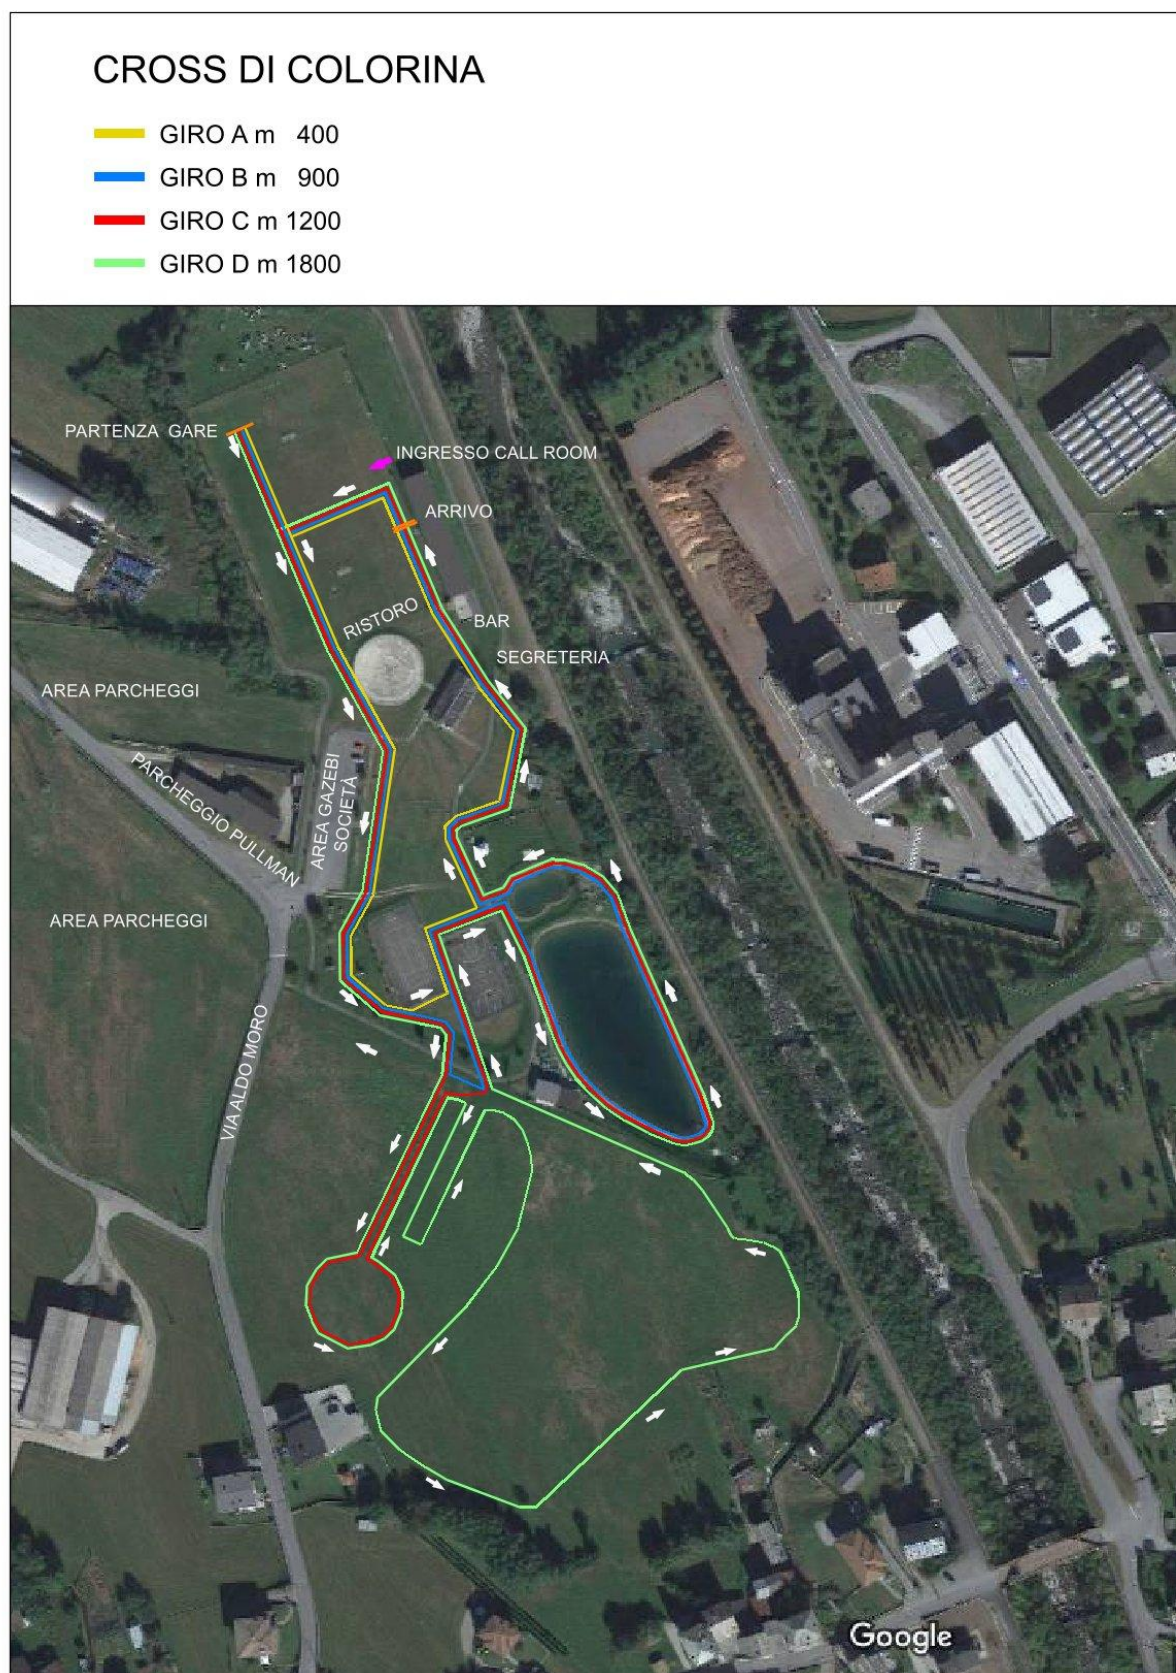 CROSS DI COLORINA
GIRO A m 400
GIRO B m 900
GIRO C m 1200
GIRO D m 1800
PARTENZA GARE
INGRESSO CALL ROOM
ARRIVO
RISTORO
BAR
SEGRETERIA
AREA PARCHEGGI
PARCHEGGIO PULLMAN
AREA GAZEBI
SOCIETÀ
AREA PARCHEGGI
VIA ALDO MORO
Google